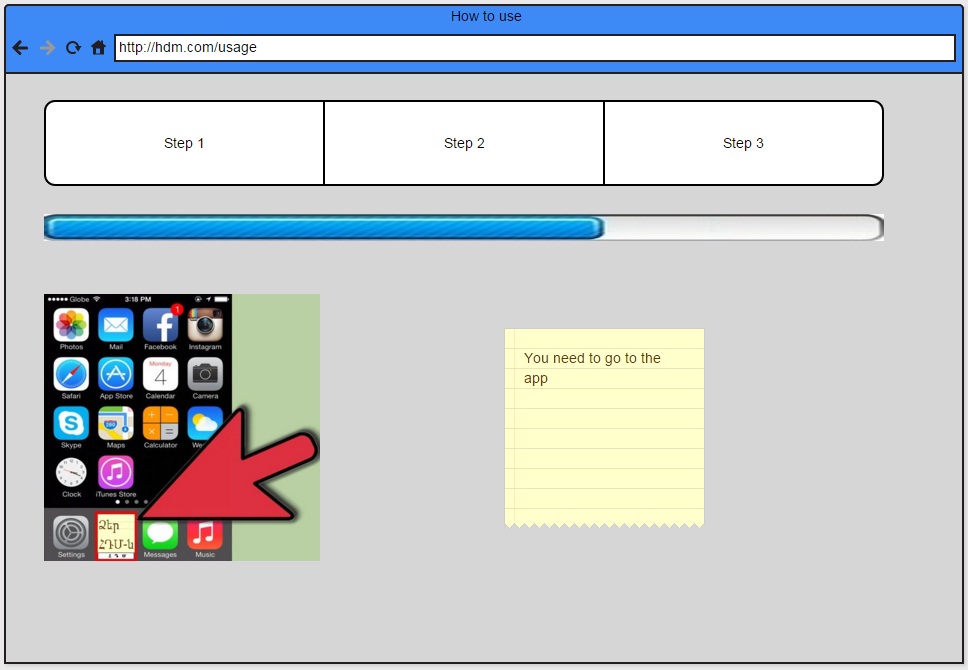 How to use
http://hdm.com/usage
Step 1
Step 2
Step 3
Globe
3:18 PM
1
Photos
Mail
Facebook
Instagram
Monday
4
Safari
App Store
Calendar
Camera
280
Skype
Maps
Calculator
Clock
iTunes Store
Ձեր
ՀԴՄ-ն
Settings
Messages
Music
You need to go to the
app